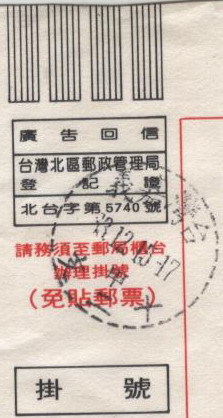 廣告回信
台灣北區郵政管理局
登記證
北台字第5740號
請務須至郵局櫃台
辦理掛號
(免貼郵票)
掛號